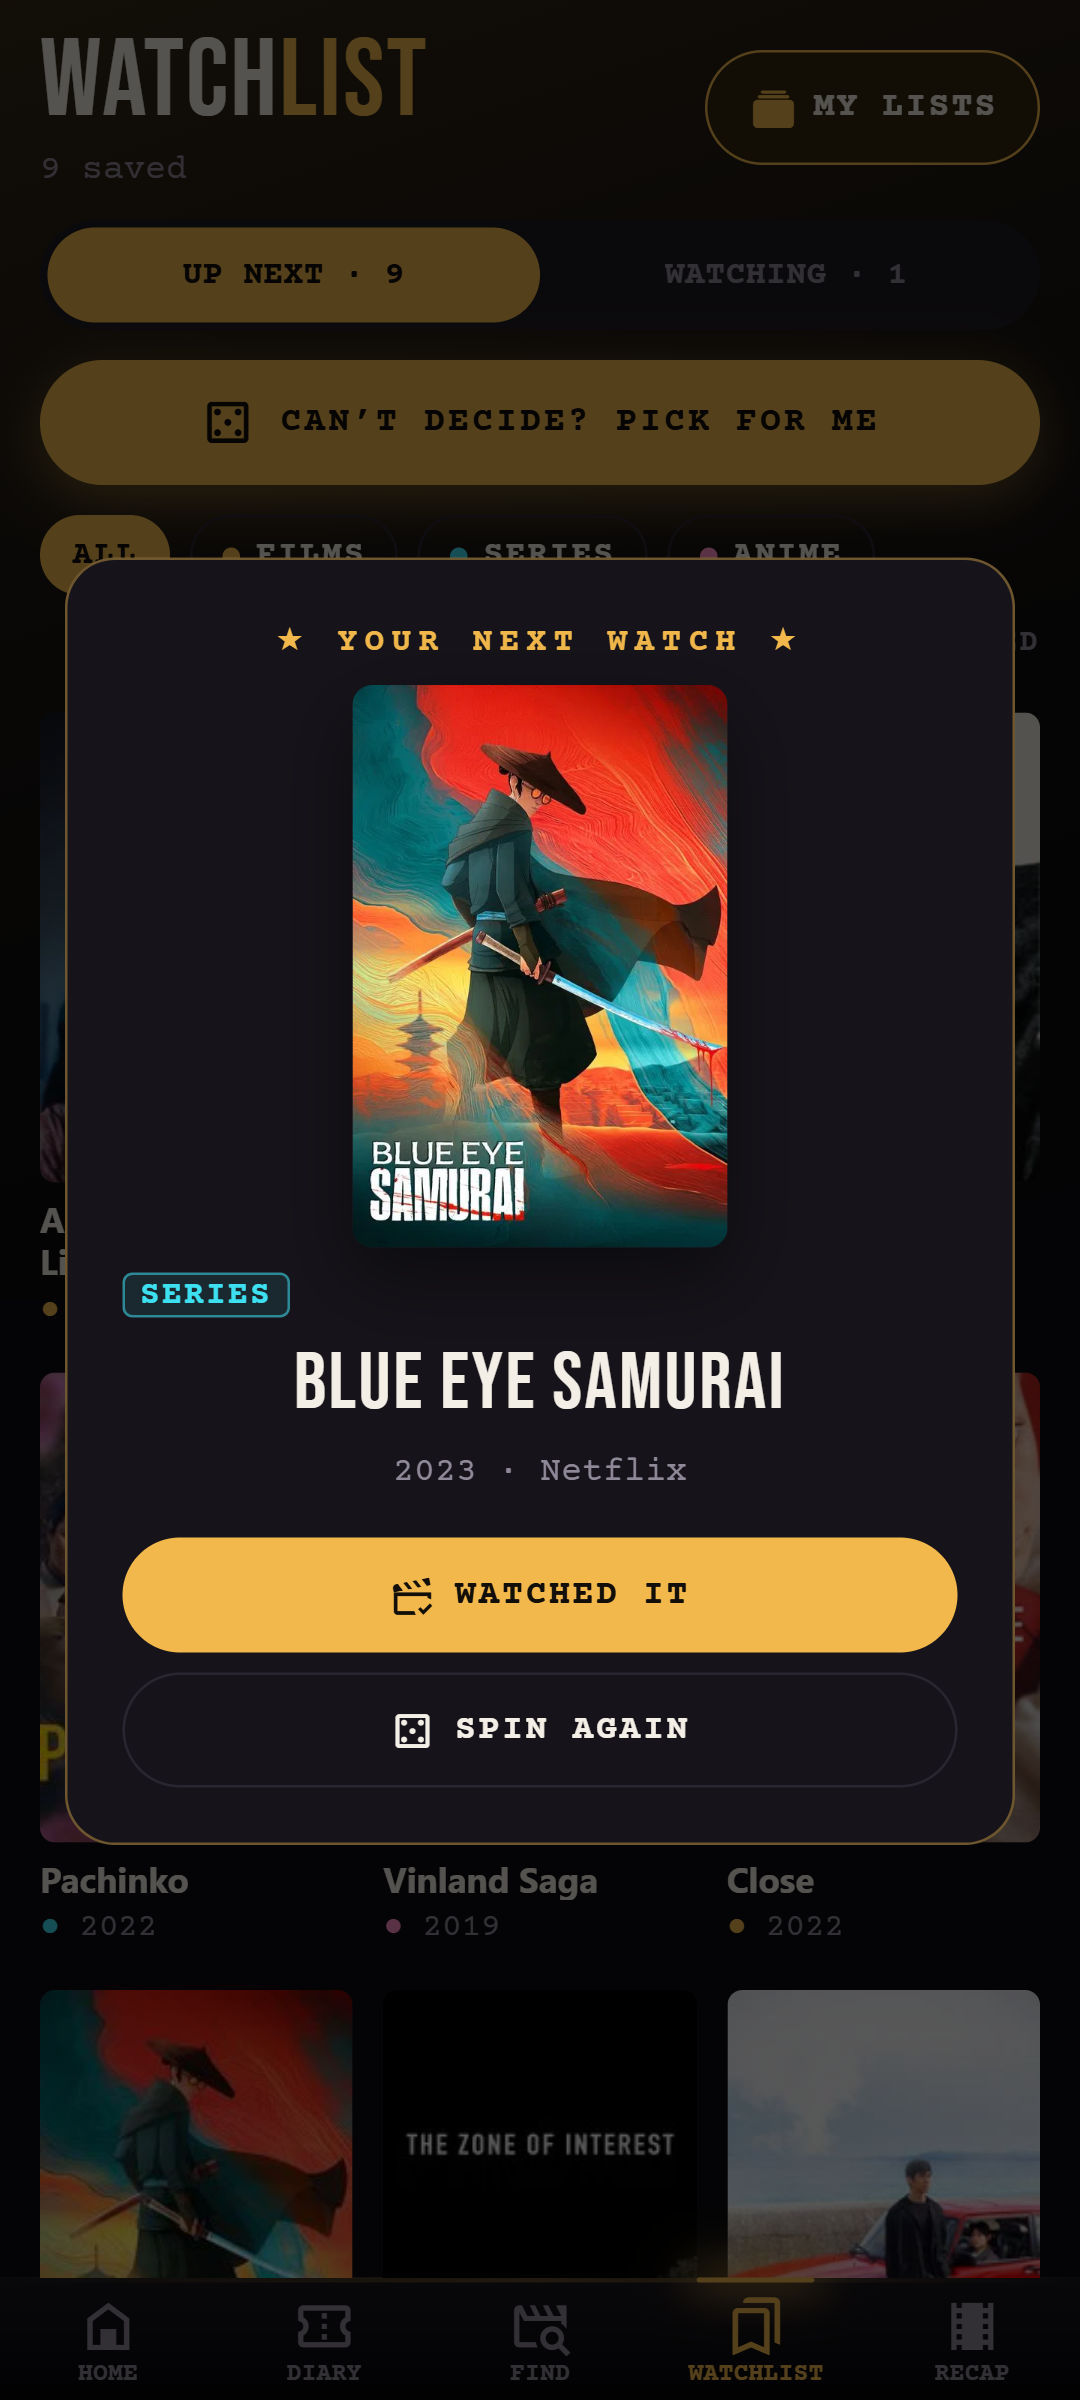 WATCHLIST
9 saved
MY LISTS
UP NEXT · 9
WATCHING · 1
CAN’T DECIDE? PICK FOR ME
ALL
FILMS
SERIES
ANIME
★ YOUR NEXT WATCH ★
BLUE EYE
SAMURAI
SERIES
BLUE EYE SAMURAI
2023 · Netflix
WATCHED IT
SPIN AGAIN
Pachinko
2022
Vinland Saga
2019
Close
2022
THE ZONE OF INTEREST
HOME
DIARY
FIND
WATCHLIST
RECAP